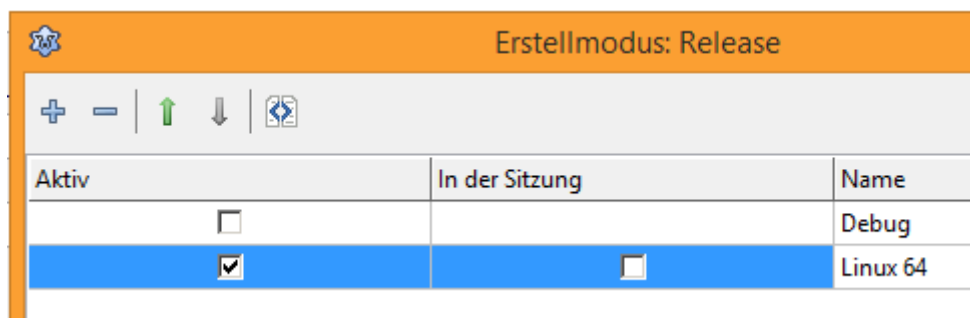 Erstellmodus: Release
Aktiv In der Sitzung Name
Debug
Linux 64